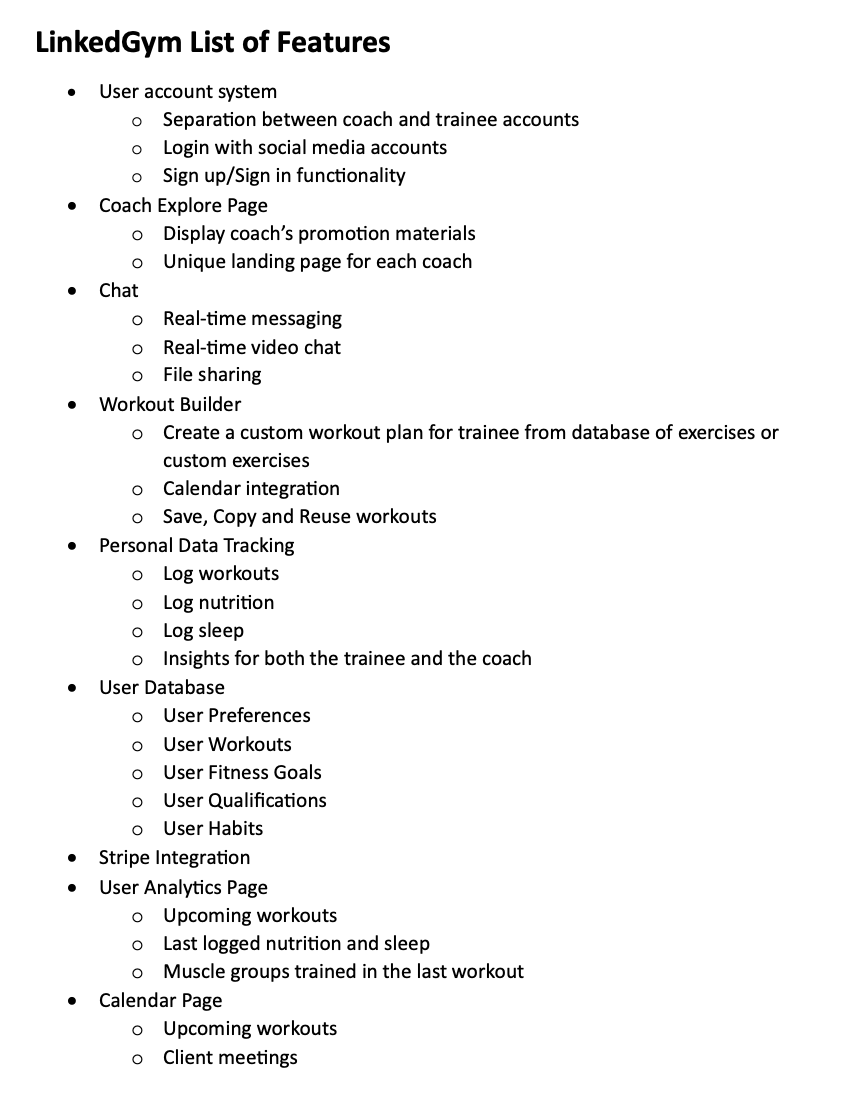 LinkedGym List of Features
• User account system
o Separation between coach and trainee accounts
o Login with social media accounts
o Sign up/Sign in functionality
• Coach Explore Page
o Display coach’s promotion materials
o Unique landing page for each coach
• Chat
o Real-time messaging
o Real-time video chat
o File sharing
• Workout Builder
o Create a custom workout plan for trainee from database of exercises or
custom exercises
o Calendar integration
o Save, Copy and Reuse workouts
• Personal Data Tracking
o Log workouts
o Log nutrition
o Log sleep
o Insights for both the trainee and the coach
• User Database
o User Preferences
o User Workouts
o User Fitness Goals
o User Qualifications
o User Habits
• Stripe Integration
• User Analytics Page
o Upcoming workouts
o Last logged nutrition and sleep
o Muscle groups trained in the last workout
• Calendar Page
o Upcoming workouts
o Client meetings